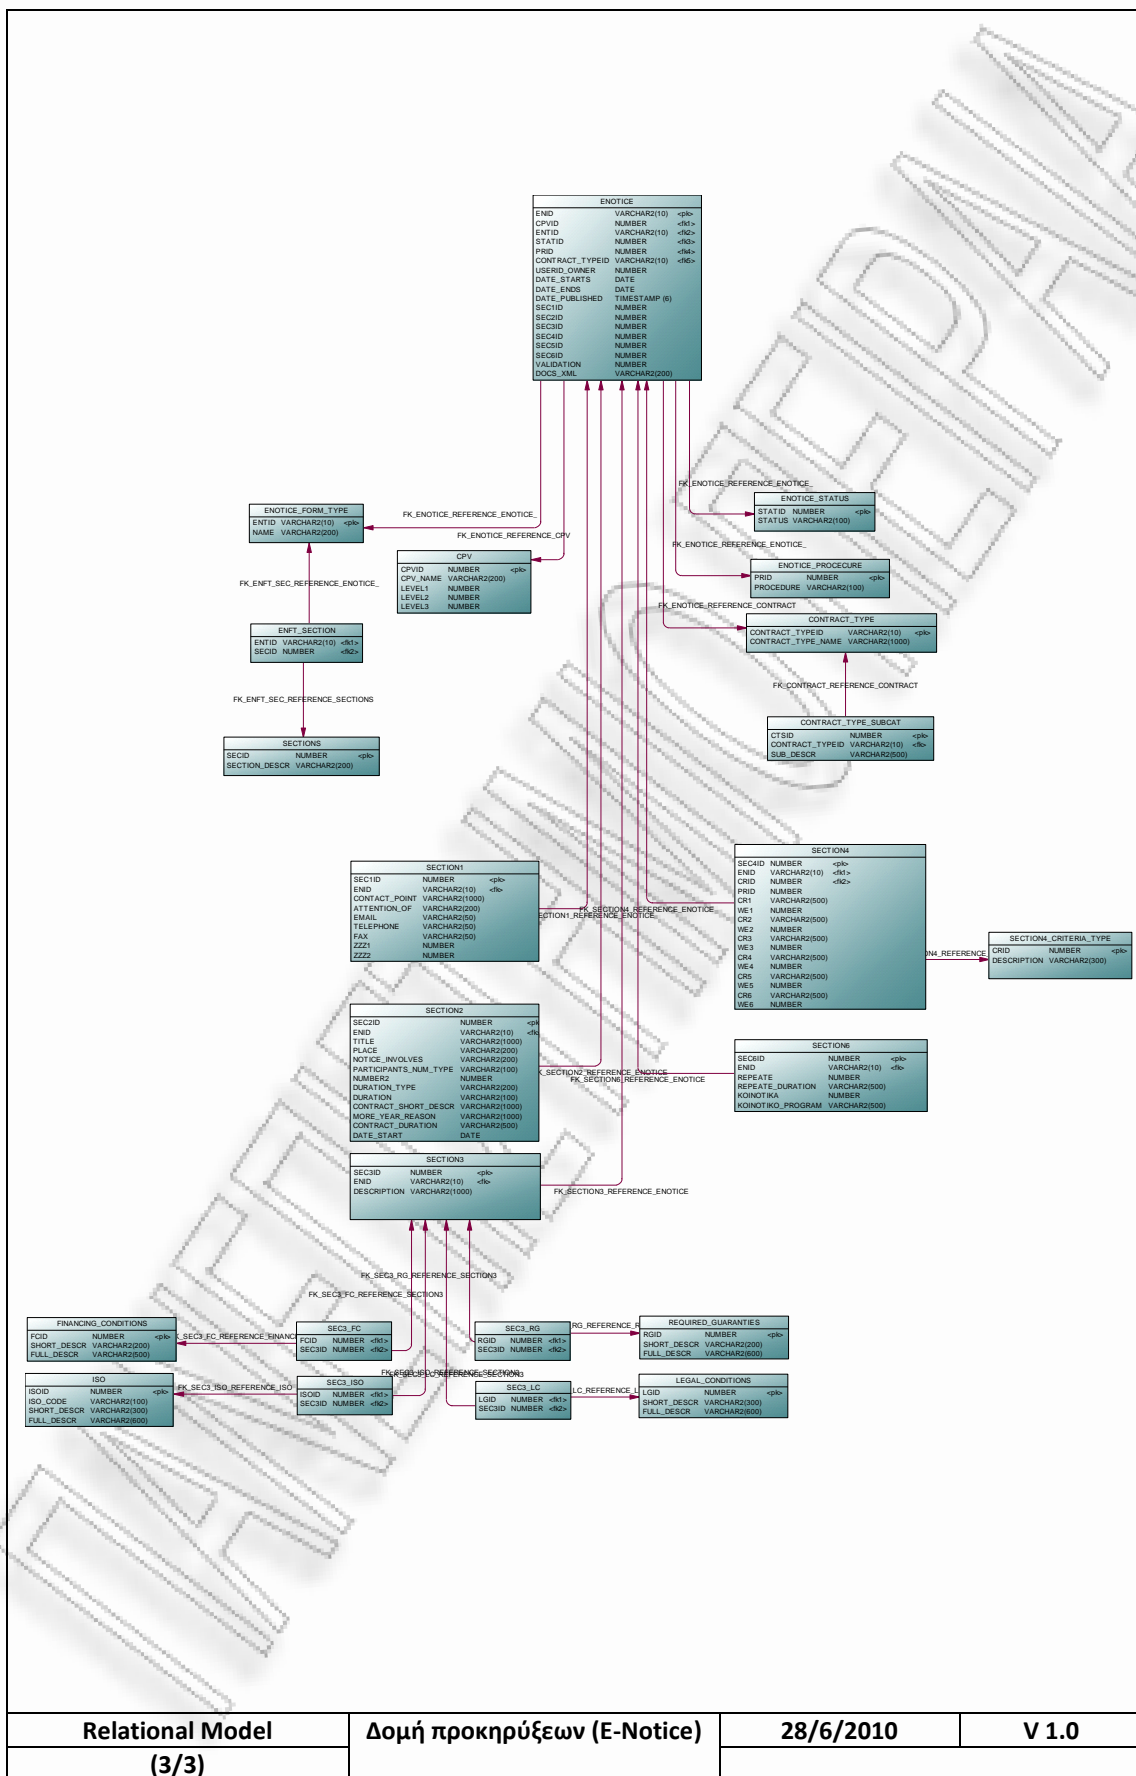 ENOTICE
ENID VARCHAR2(10) <pk>
CPVID NUMBER <fk1>
ENTID VARCHAR2(10) <fk2>
STATID NUMBER <fk3>
PRID NUMBER <fk4>
CONTRACT_TYPEID VARCHAR2(10) <fk5>
USERID_OWNER NUMBER
DATE_STARTS DATE
DATE_ENDS DATE
DATE_PUBLISHED TIMESTAMP (6)
SEC1ID NUMBER
SEC2ID NUMBER
SEC3ID NUMBER
SEC4ID NUMBER
SEC5ID NUMBER
SEC6ID NUMBER
VALIDATION NUMBER
DOCS_XML VARCHAR2(200)
FK_ENOTICE_REFERENCE_ENOTICE_
ENOTICE_STATUS
STATID NUMBER <pk>
STATUS VARCHAR2(100)
ENOTICE_FORM_TYPE
ENTID VARCHAR2(10) <pk>
NAME VARCHAR2(200)
FK_ENOTICE_REFERENCE_ENOTICE_
FK_ENOTICE_REFERENCE_CPV
FK_ENOTICE_REFERENCE_ENOTICE_
CPV
CPVID NUMBER <pk>
CPV_NAME VARCHAR2(200)
LEVEL1 NUMBER
LEVEL2 NUMBER
LEVEL3 NUMBER
ENOTICE_PROCECURE
PRID NUMBER <pk>
PROCEDURE VARCHAR2(100)
FK_ENFT_SEC_REFERENCE_ENOTICE_
FK_ENOTICE_REFERENCE_CONTRACT
CONTRACT_TYPE
CONTRACT_TYPEID VARCHAR2(10) <pk>
CONTRACT_TYPE_NAME VARCHAR2(1000)
ENFT_SECTION
ENTID VARCHAR2(10) <fk1>
SECID NUMBER <fk2>
FK_CONTRACT_REFERENCE_CONTRACT
FK_ENFT_SEC_REFERENCE_SECTIONS
CONTRACT_TYPE_SUBCAT
CTSID NUMBER <pk>
CONTRACT_TYPEID VARCHAR2(10) <fk>
SUB_DESCR VARCHAR2(500)
SECTIONS
SECID NUMBER <pk>
SECTION_DESCR VARCHAR2(200)
SECTION1
SEC1ID NUMBER <pk>
ENID VARCHAR2(10) <fk>
CONTACT_POINT VARCHAR2(1000)
ATTENTION_OF VARCHAR2(200)
EMAIL VARCHAR2(50)
TELEPHONE VARCHAR2(50)
FAX VARCHAR2(50)
ZZZ1 NUMBER
ZZZ2 NUMBER
FK_SECTION4_REFERENCE_ENOTICE
SECTION1_REFERENCE_ENOTICE
SECTION4
SEC4ID NUMBER <pk>
ENID VARCHAR2(10) <fk1>
CRID NUMBER <fk2>
PRID NUMBER
CR1 VARCHAR2(500)
WE1 NUMBER
CR2 VARCHAR2(500)
WE2 NUMBER
CR3 VARCHAR2(500)
WE3 NUMBER
CR4 VARCHAR2(500)
WE4 NUMBER
CR5 VARCHAR2(500)
WE5 NUMBER
CR6 VARCHAR2(500)
WE6 NUMBER
ON4_REFERENCE_
SECTION4_CRITERIA_TYPE
CRID NUMBER <pk>
DESCRIPTION VARCHAR2(300)
SECTION2
SEC2ID NUMBER <pk
ENID VARCHAR2(10) <fk
TITLE VARCHAR2(1000)
PLACE VARCHAR2(200)
NOTICE_INVOLVES VARCHAR2(200)
PARTICIPANTS_NUM_TYPE VARCHAR2(100)
NUMBER2 NUMBER
DURATION_TYPE VARCHAR2(200)
DURATION VARCHAR2(100)
CONTRACT_SHORT_DESCR VARCHAR2(1000)
MORE_YEAR_REASON VARCHAR2(1000)
CONTRACT_DURATION VARCHAR2(500)
DATE_START DATE
K_SECTION2_REFERENCE_ENOTICE
FK_SECTION6_REFERENCE_ENOTICE
SECTION6
SEC6ID NUMBER <pk>
ENID VARCHAR2(10) <fk>
REPEATE NUMBER
REPEATE_DURATION VARCHAR2(500)
KOINOTIKA NUMBER
KOINOTIKO_PROGRAM VARCHAR2(500)
SECTION3
SEC3ID NUMBER <pk>
ENID VARCHAR2(10) <fk>
DESCRIPTION VARCHAR2(1000)
FK_SECTION3_REFERENCE_ENOTICE
FK_SEC3_RG_REFERENCE_SECTION3
FK_SEC3_FC_REFERENCE_SECTION3
FINANCING_CONDITIONS
FCID NUMBER <pk>
SHORT_DESCR VARCHAR2(200)
FULL_DESCR VARCHAR2(500)
K_SEC3_FC_REFERENCE_FINANC
SEC3_FC
FCID NUMBER <fk1>
SEC3ID NUMBER <fk2>
SEC3_RG
RGID NUMBER <fk1>
SEC3ID NUMBER <fk2>
RG_REFERENCE_R
REQUIRED_GUARANTIES
RGID NUMBER <pk>
SHORT_DESCR VARCHAR2(200)
FULL_DESCR VARCHAR2(600)
ISO
ISOID NUMBER <pk>
ISO_CODE VARCHAR2(100)
SHORT_DESCR VARCHAR2(300)
FULL_DESCR VARCHAR2(600)
FK_SEC3_ISO_REFERENCE_ISO
SEC3_ISO
ISOID NUMBER <fk1>
SEC3ID NUMBER <fk2>
FK_SEC3_ISO_REFERENCE_SECTION3
FK_SEC3_LC_REFERENCE_SECTION3
SEC3_LC
LGID NUMBER <fk1>
SEC3ID NUMBER <fk2>
LC_REFERENCE_L
LEGAL_CONDITIONS
LGID NUMBER <pk>
SHORT_DESCR VARCHAR2(300)
FULL_DESCR VARCHAR2(600)
Relational Model (3/3)
Δομή προκηρύξεων (E-Notice)
28/6/2010
V 1.0